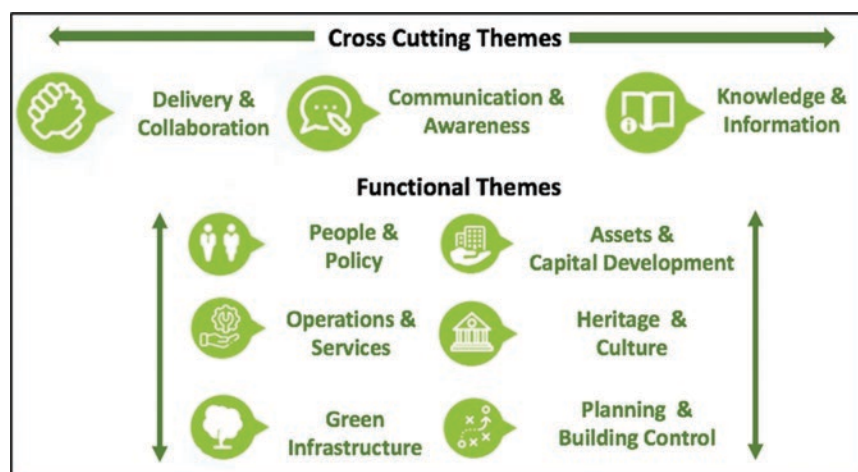 Cross Cutting Themes
Delivery &
Collaboration
Communication &
Awareness
Knowledge &
Information
Functional Themes
People &
Policy
Assets &
Capital Development
Operations &
Services
Heritage &
Culture
Green
Infrastructure
Planning &
Building Control